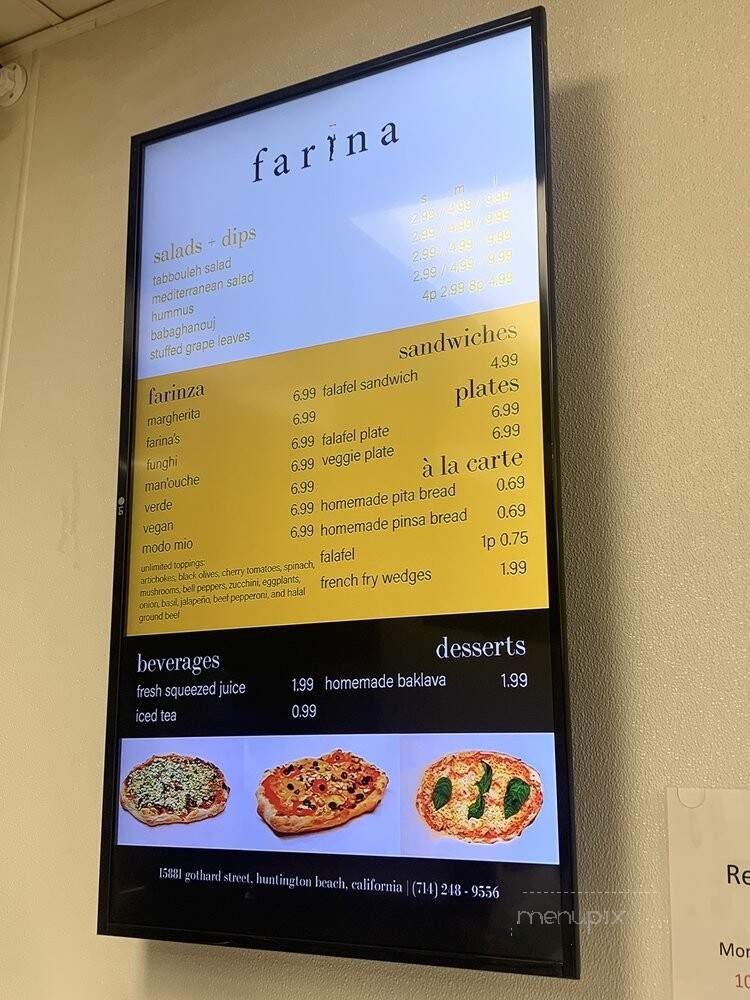 farina
s m l
salads + dips
tabbouleh salad 2.99 / 4.99 / 9.99
mediterranean salad 2.99 / 4.99 / 9.99
hummus 2.99 / 4.99 / 9.99
babaghanouj 2.99 / 4.99 / 9.99
stuffed grape leaves 4p 2.99 8p 4.99
farinza
margherita 6.99
farina's 6.99
funghi 6.99
man'ouche 6.99
verde 6.99
vegan 6.99
modo mio 6.99
unlimited toppings:
artichokes, black olives, cherry tomatoes, spinach,
mushrooms, bell peppers, zucchini, eggplants,
onion, basil, jalapeño, beef pepperoni, and halal
ground beef
sandwiches
falafel sandwich 4.99
plates
falafel plate 6.99
veggie plate 6.99
à la carte
homemade pita bread 0.69
homemade pinsa bread 0.69
falafel 1p 0.75
french fry wedges 1.99
beverages
fresh squeezed juice 1.99
iced tea 0.99
desserts
homemade baklava 1.99
15881 gothard street, huntington beach, california | (714) 248 - 9556
LG
menupix
Re
Mon
10